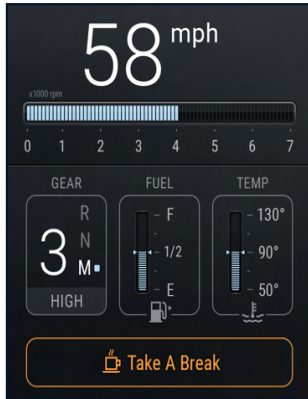 58 mph
x1000 rpm
0 1 2 3 4 5 6 7
GEAR FUEL TEMP
R F 130°
3 N 1/2 90°
M E 50°
HIGH
Take A Break